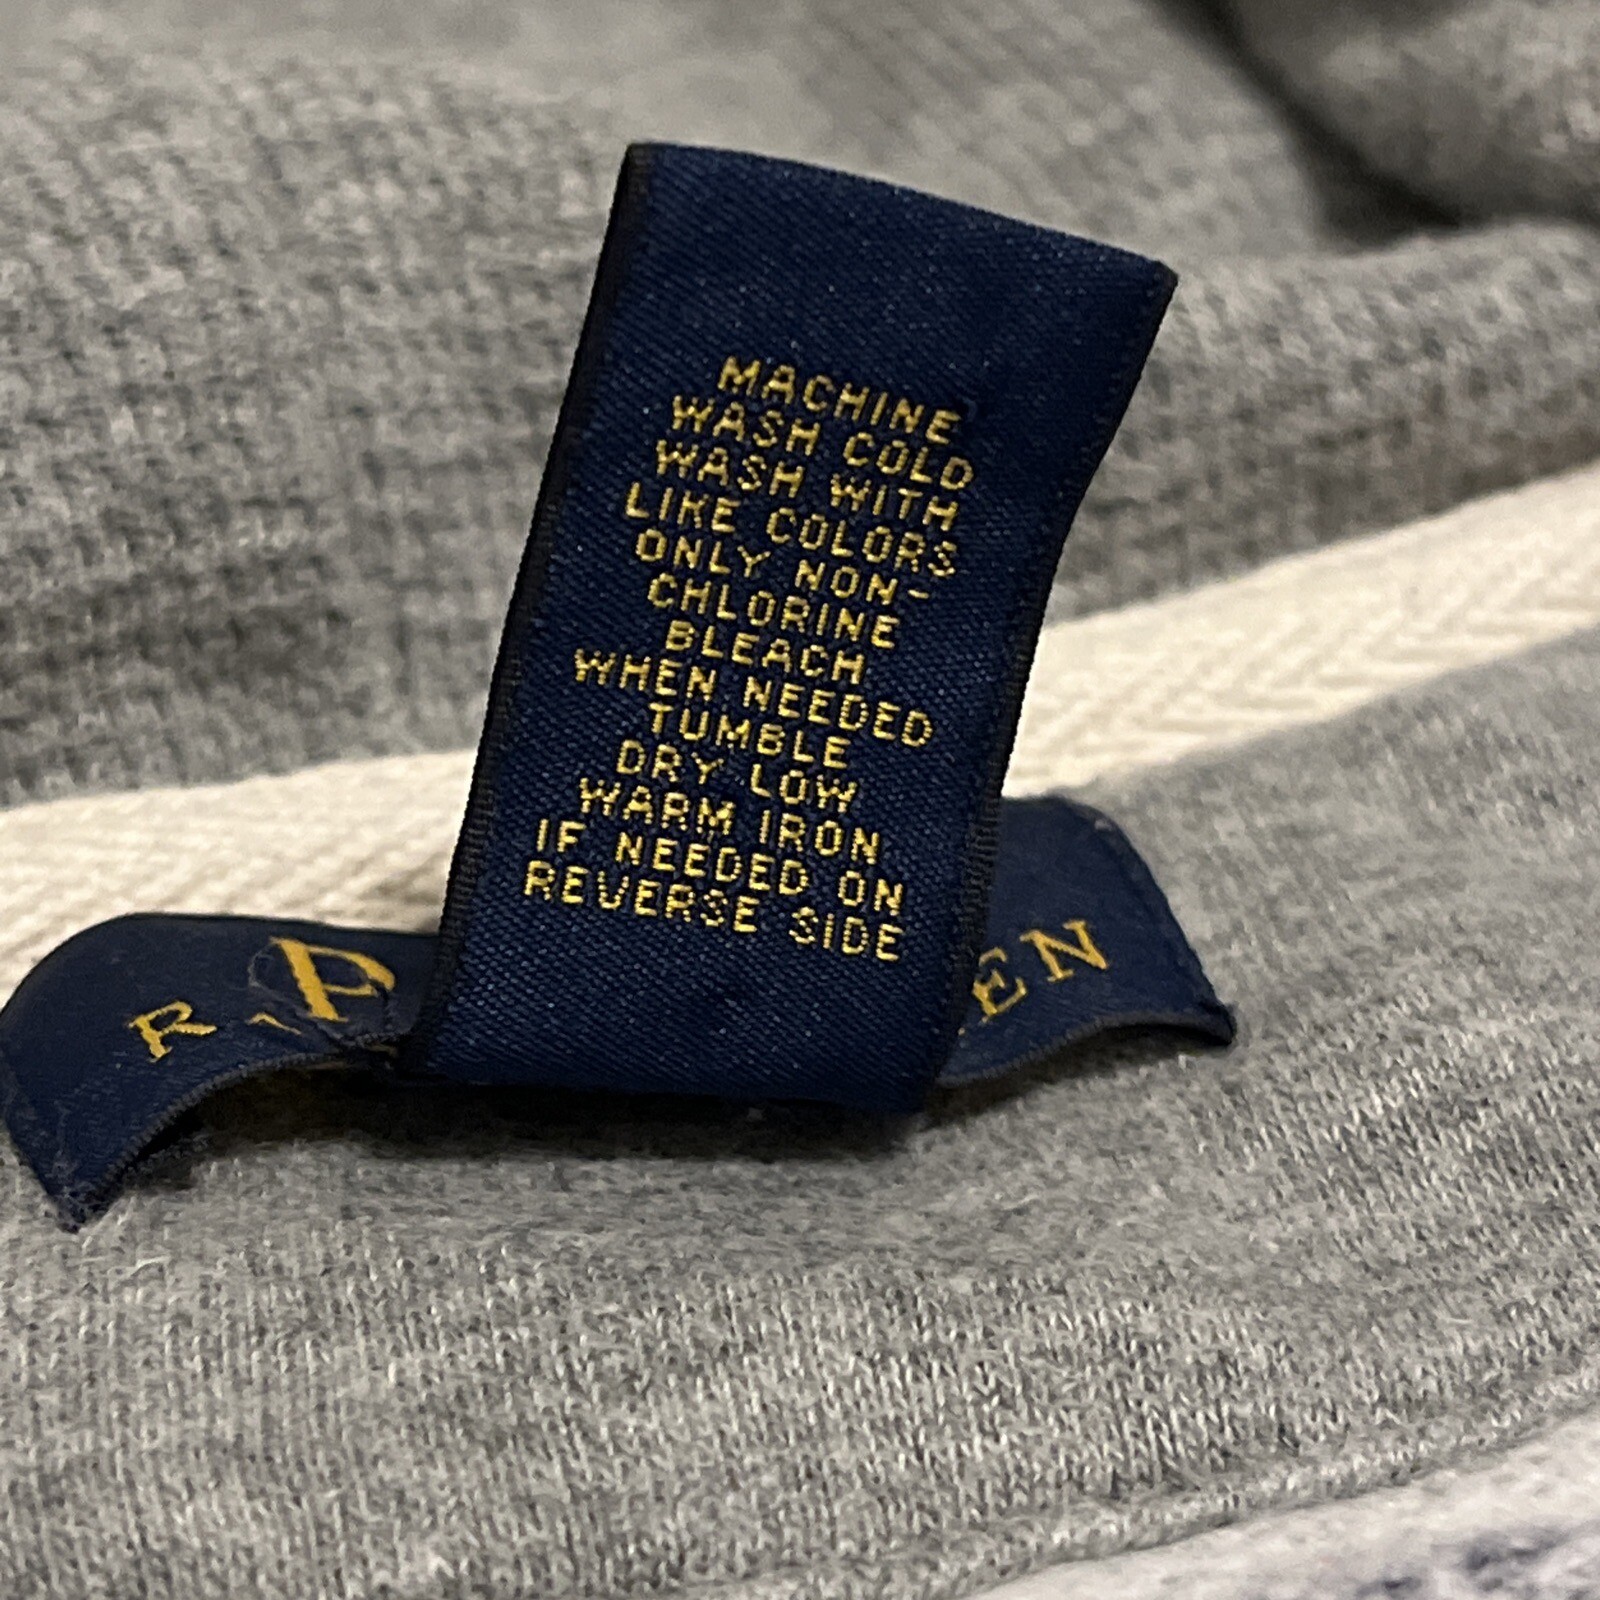 MACHINE
WASH COLD
WASH WITH
LIKE COLORS
ONLY NON-
CHLORINE
BLEACH
WHEN NEEDED
TUMBLE
DRY LOW
WARM IRON
IF NEEDED ON
REVERSE SIDE